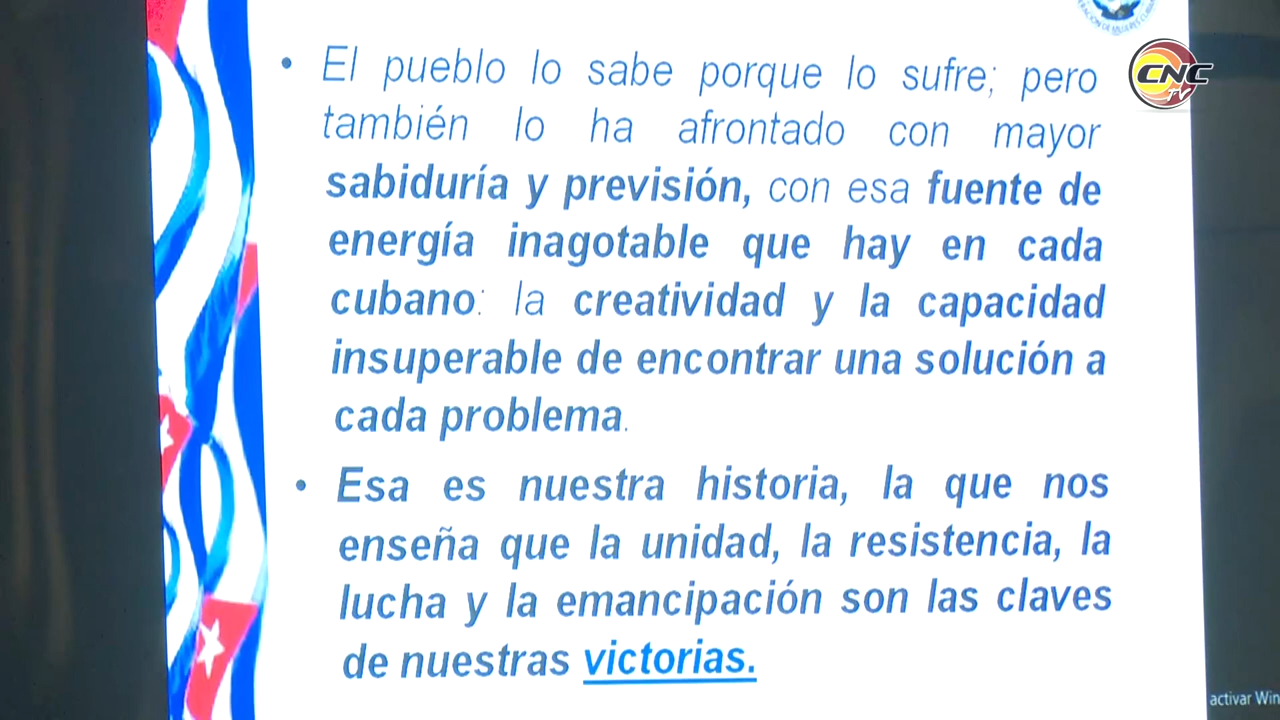 • El pueblo lo sabe porque lo sufre; pero
también lo ha afrontado con mayor
sabiduría y previsión, con esa fuente de
energía inagotable que hay en cada
cubano: la creatividad y la capacidad
insuperable de encontrar una solución a
cada problema.
• Esa es nuestra historia, la que nos
enseña que la unidad, la resistencia, la
lucha y la emancipación son las claves
de nuestras victorias.
CNC
TV
activar Win